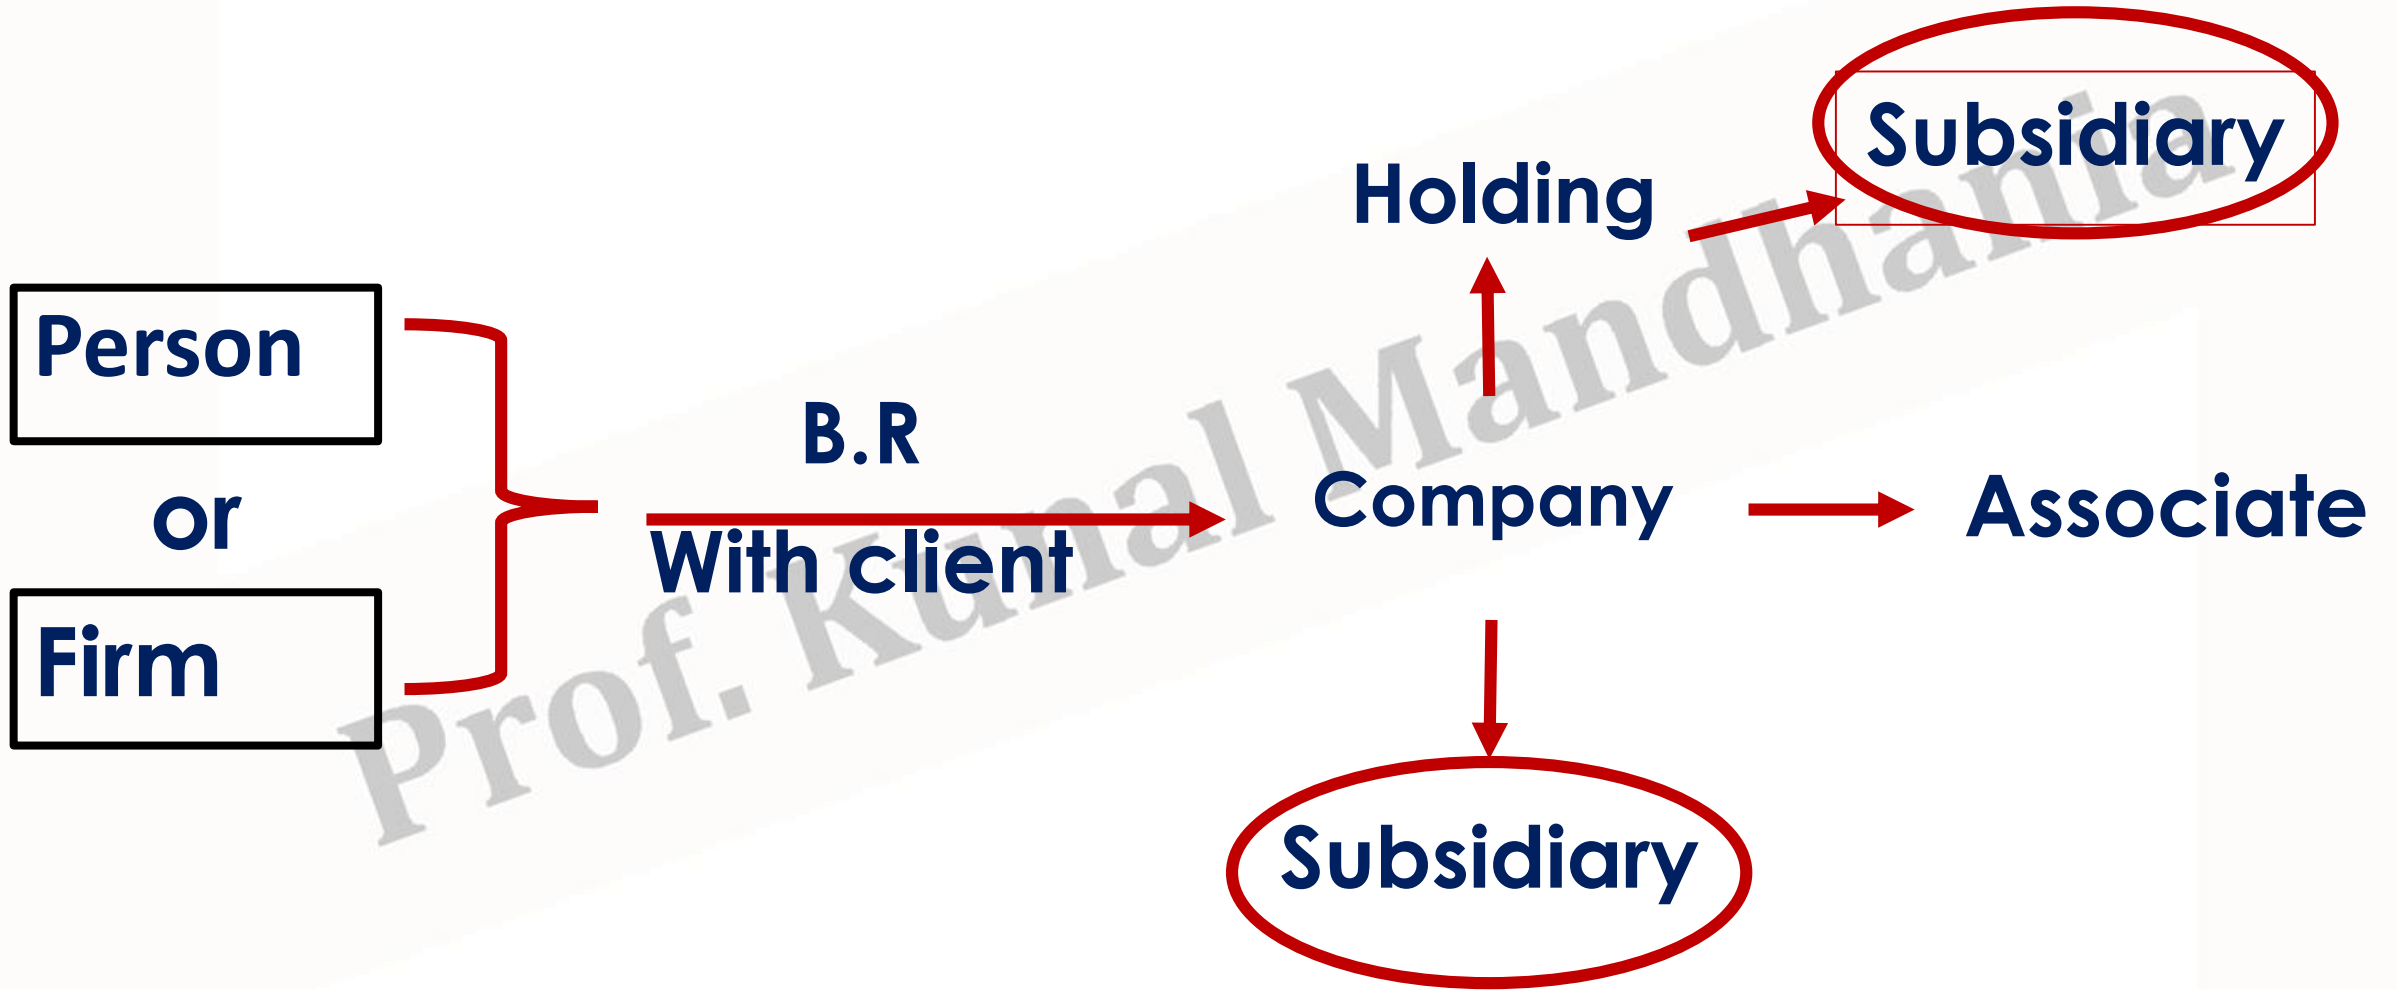 Subsidiary
Holding
Person
B.R
Company
Associate
or
With client
Firm
Subsidiary
Prof. Kunal Mandhania